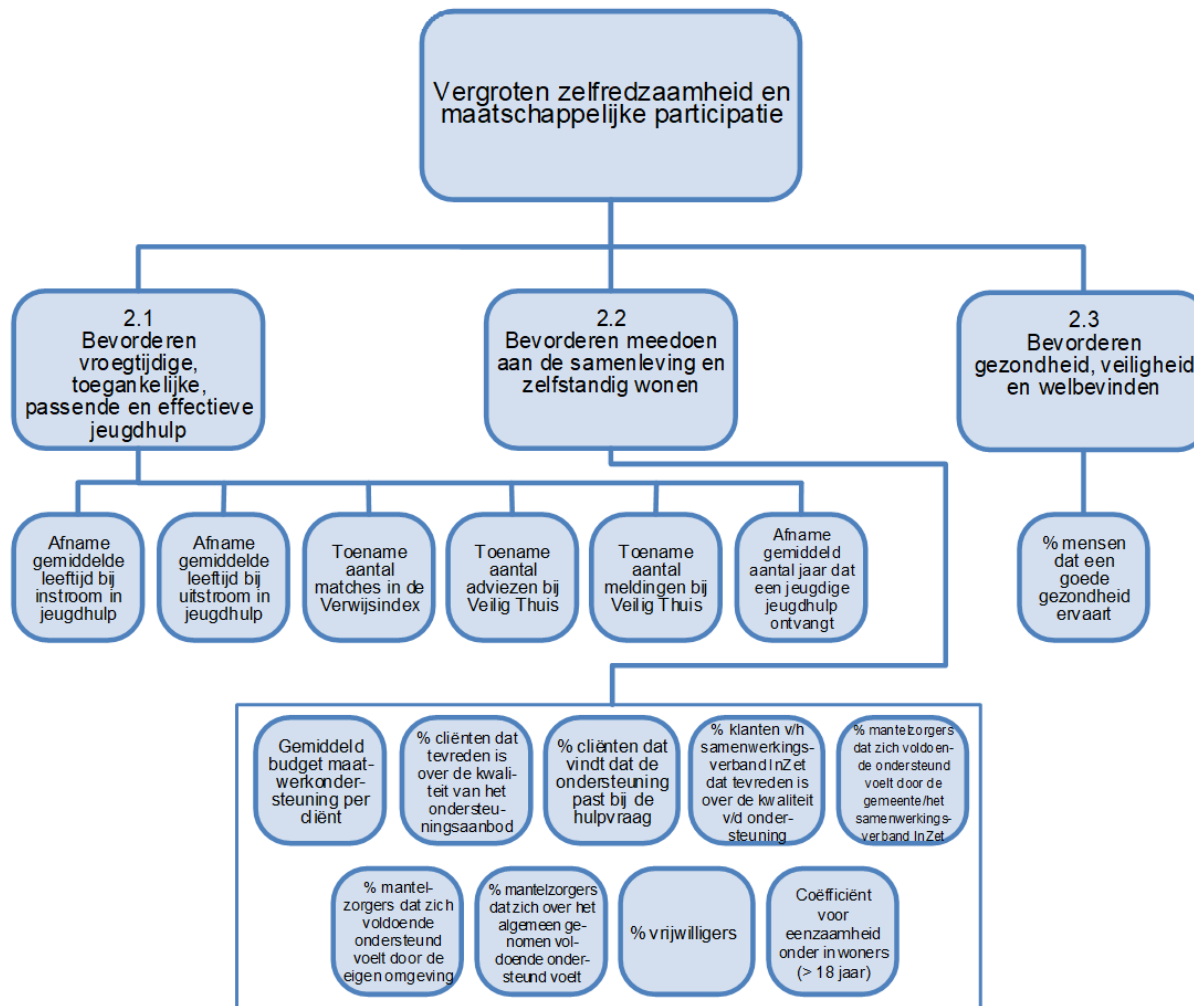 Vergroten zelfredzaamheid en
maatschappelijke participatie
2.1
Bevorderen
vroegtijdige,
toegankelijke,
passende en effectieve
jeugdhulp
2.2
Bevorderen meedoen
aan de samenleving en
zelfstandig wonen
2.3
Bevorderen
gezondheid, veiligheid
en welbevinden
Afname
gemiddelde
leeftijd bij
instroom in
jeugdhulp
Afname
gemiddelde
leeftijd bij
uitstroom in
jeugdhulp
Toename
aantal
matches in de
Verwijsindex
Toename
aantal
adviezen bij
Veilig Thuis
Toename
aantal
meldingen bij
Veilig Thuis
Afname
gemiddeld
aantal jaar dat
een jeugdige
jeugdhulp
ontvangt
% mensen
dat een
goede
gezondheid
ervaart
Gemiddeld
budget maat-
werkonder-
steuning per
cliënt
% cliënten dat
tevreden is
over de kwali-
teit van het
ondersteu-
ningsaanbod
% cliënten dat
vindt dat de
ondersteuning
past bij de
hulpvraag
% klanten v/h
samenwerkings-
verband InZet
dat tevreden is
over de kwaliteit
v/d onder-
steuning
% mantelzorgers
dat zich voldoen-
de ondersteund
voelt door de
gemeente/het
samenwerkings-
verband InZet
% mantel-
zorgers dat zich
voldoende
ondersteund
voelt door de
eigen omgeving
% mantelzorgers
dat zich over het
algemeen ge-
nomen vol-
doende onder-
steund voelt
% vrijwilligers
Coëfficiënt
voor
eenzaamheid
onder inwoners
(> 18 jaar)